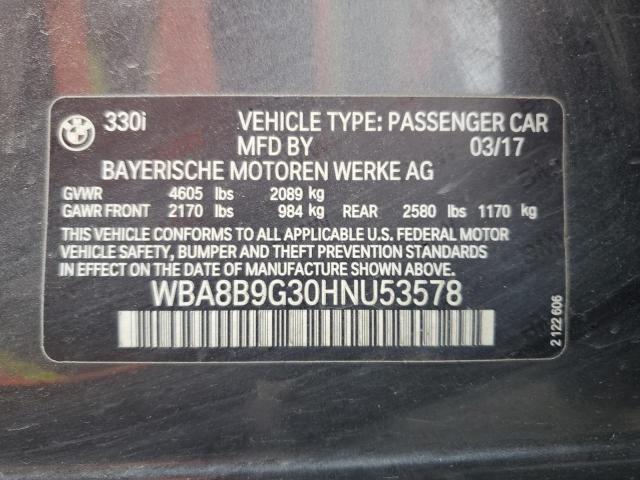 330i VEHICLE TYPE: PASSENGER CAR
MFD BY 03/17
BAYERISCHE MOTOREN WERKE AG
GVWR 4605 lbs 2089 kg
GAWR FRONT 2170 lbs 984 kg REAR 2580 lbs 1170 kg
THIS VEHICLE CONFORMS TO ALL APPLICABLE U.S. FEDERAL MOTOR
VEHICLE SAFETY, BUMPER AND THEFT PREVENTION STANDARDS
IN EFFECT ON THE DATE OF MANUFACTURE SHOWN ABOVE.
WBA8B9G30HNU53578
2 122 606